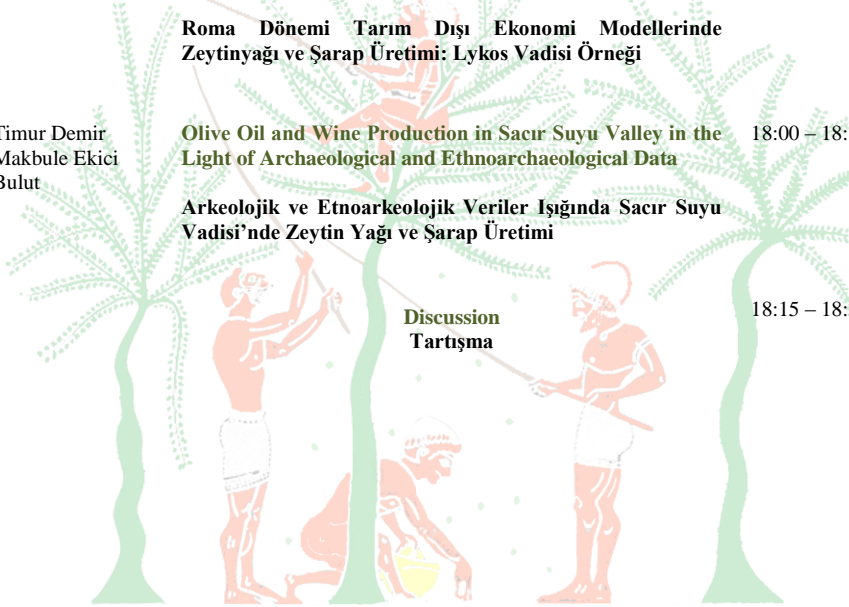 Roma Dönemi Tarım Dışı Ekonomi Modellerinde
Zeytinyağı ve Şarap Üretimi: Lykos Vadisi Örneği
Timur Demir
Makbule Ekici
Bulut
Olive Oil and Wine Production in Sacır Suyu Valley in the
Light of Archaeological and Ethnoarchaeological Data
18:00 – 18:
Arkeolojik ve Etnoarkeolojik Veriler Işığında Sacır Suyu
Vadisi’nde Zeytin Yağı ve Şarap Üretimi
Discussion
Tartışma
18:15 – 18: